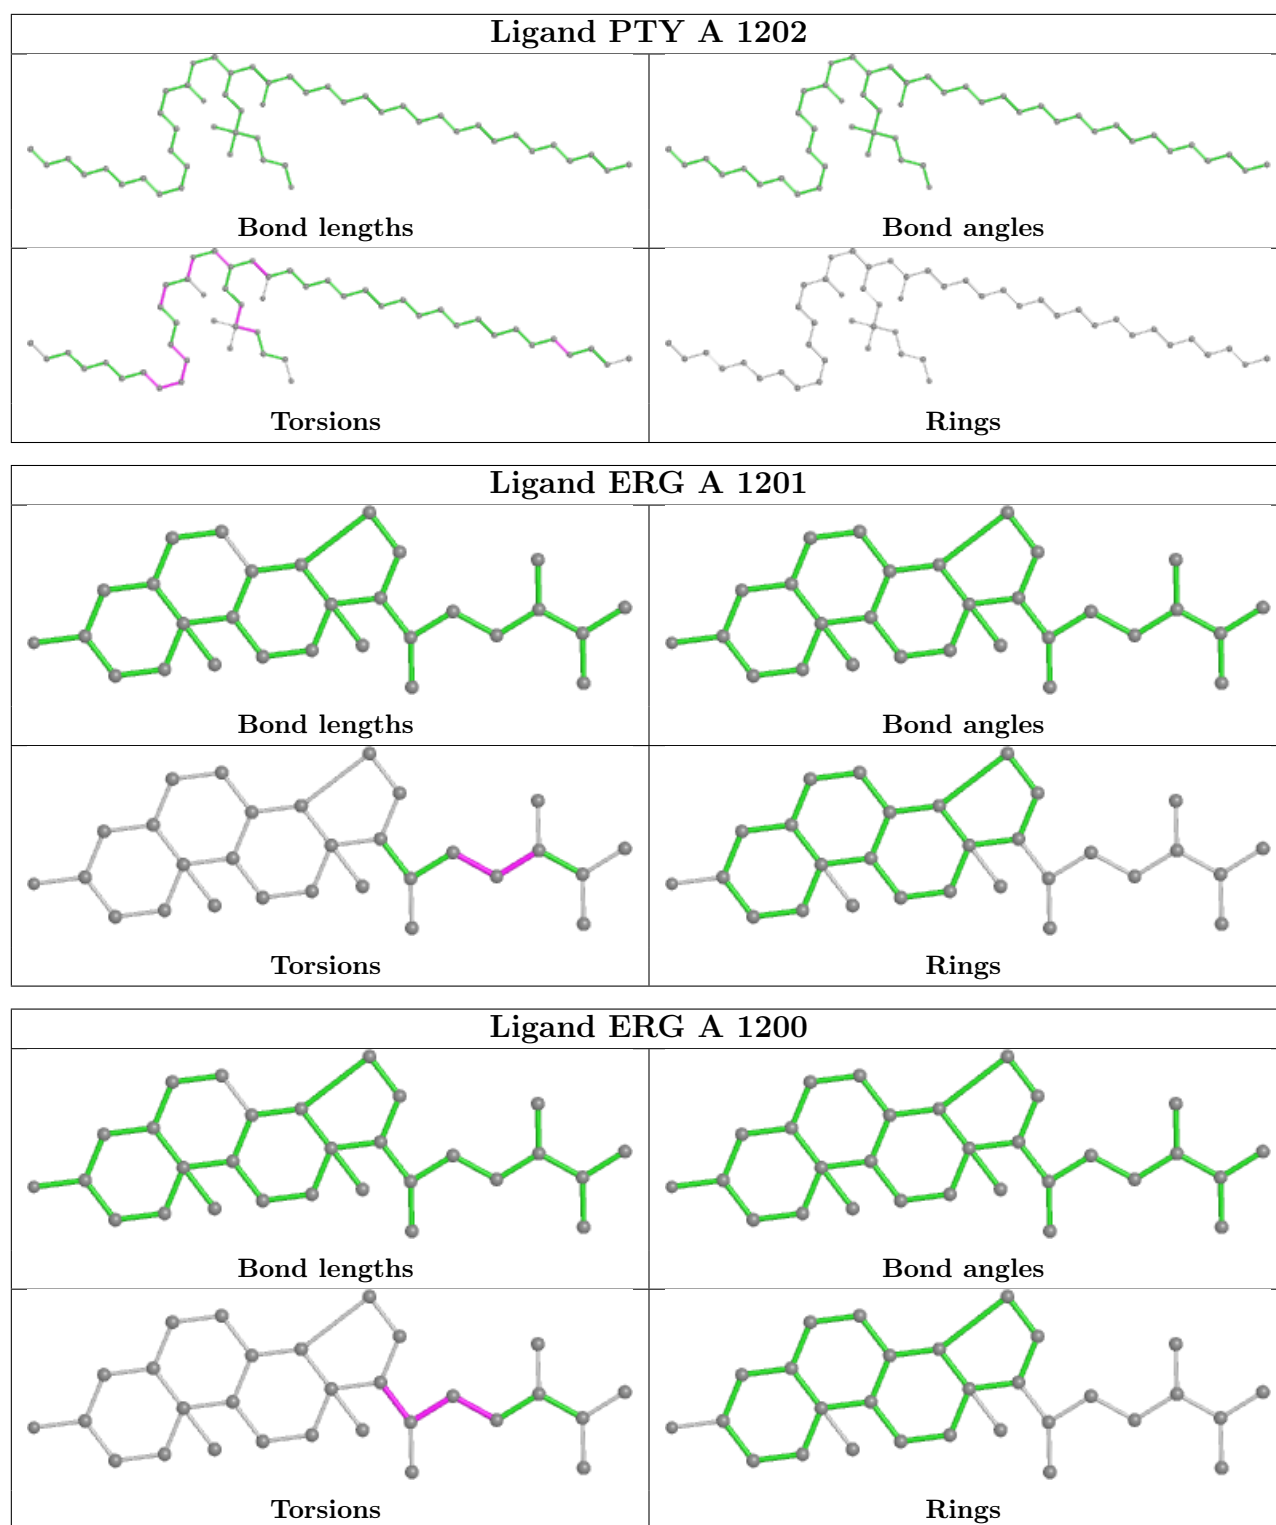 Ligand PTY A 1202
Bond lengths
Bond angles
Torsions
Rings
Ligand ERG A 1201
Bond lengths
Bond angles
Torsions
Rings
Ligand ERG A 1200
Bond lengths
Bond angles
Torsions
Rings